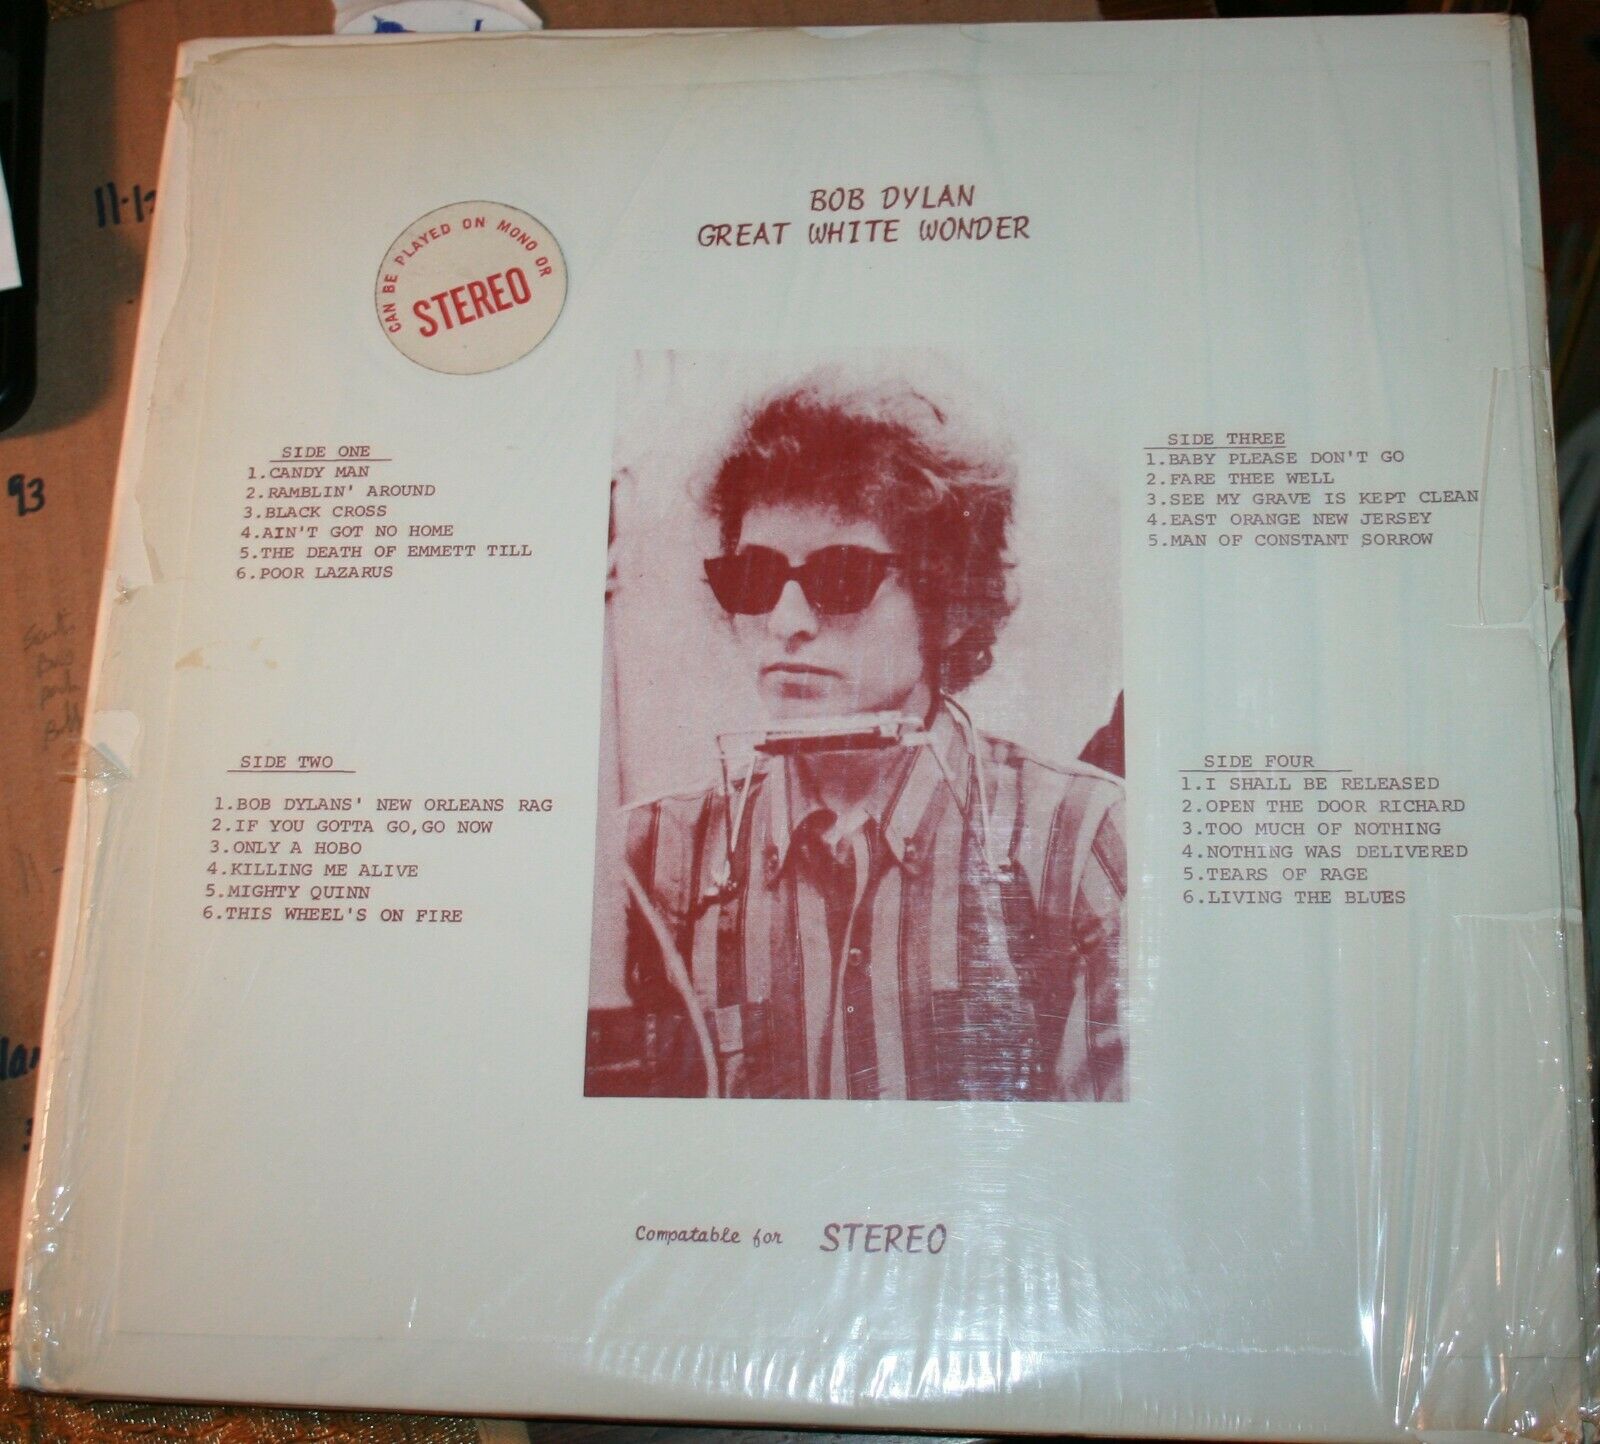 BOB DYLAN
GREAT WHITE WONDER
CAN BE PLAYED ON MONO OR
STEREO
SIDE ONE
1.CANDY MAN
2.RAMBLIN' AROUND
3.BLACK CROSS
4.AIN'T GOT NO HOME
5.THE DEATH OF EMMETT TILL
6.POOR LAZARUS
SIDE TWO
1.BOB DYLANS' NEW ORLEANS RAG
2.IF YOU GOTTA GO,GO NOW
3.ONLY A HOBO
4.KILLING ME ALIVE
5.MIGHTY QUINN
6.THIS WHEEL'S ON FIRE
SIDE THREE
1.BABY PLEASE DON'T GO
2.FARE THEE WELL
3.SEE MY GRAVE IS KEPT CLEAN
4.EAST ORANGE NEW JERSEY
5.MAN OF CONSTANT SORROW
SIDE FOUR
1.I SHALL BE RELEASED
2.OPEN THE DOOR RICHARD
3.TOO MUCH OF NOTHING
4.NOTHING WAS DELIVERED
5.TEARS OF RAGE
6.LIVING THE BLUES
Compatable for STEREO
93